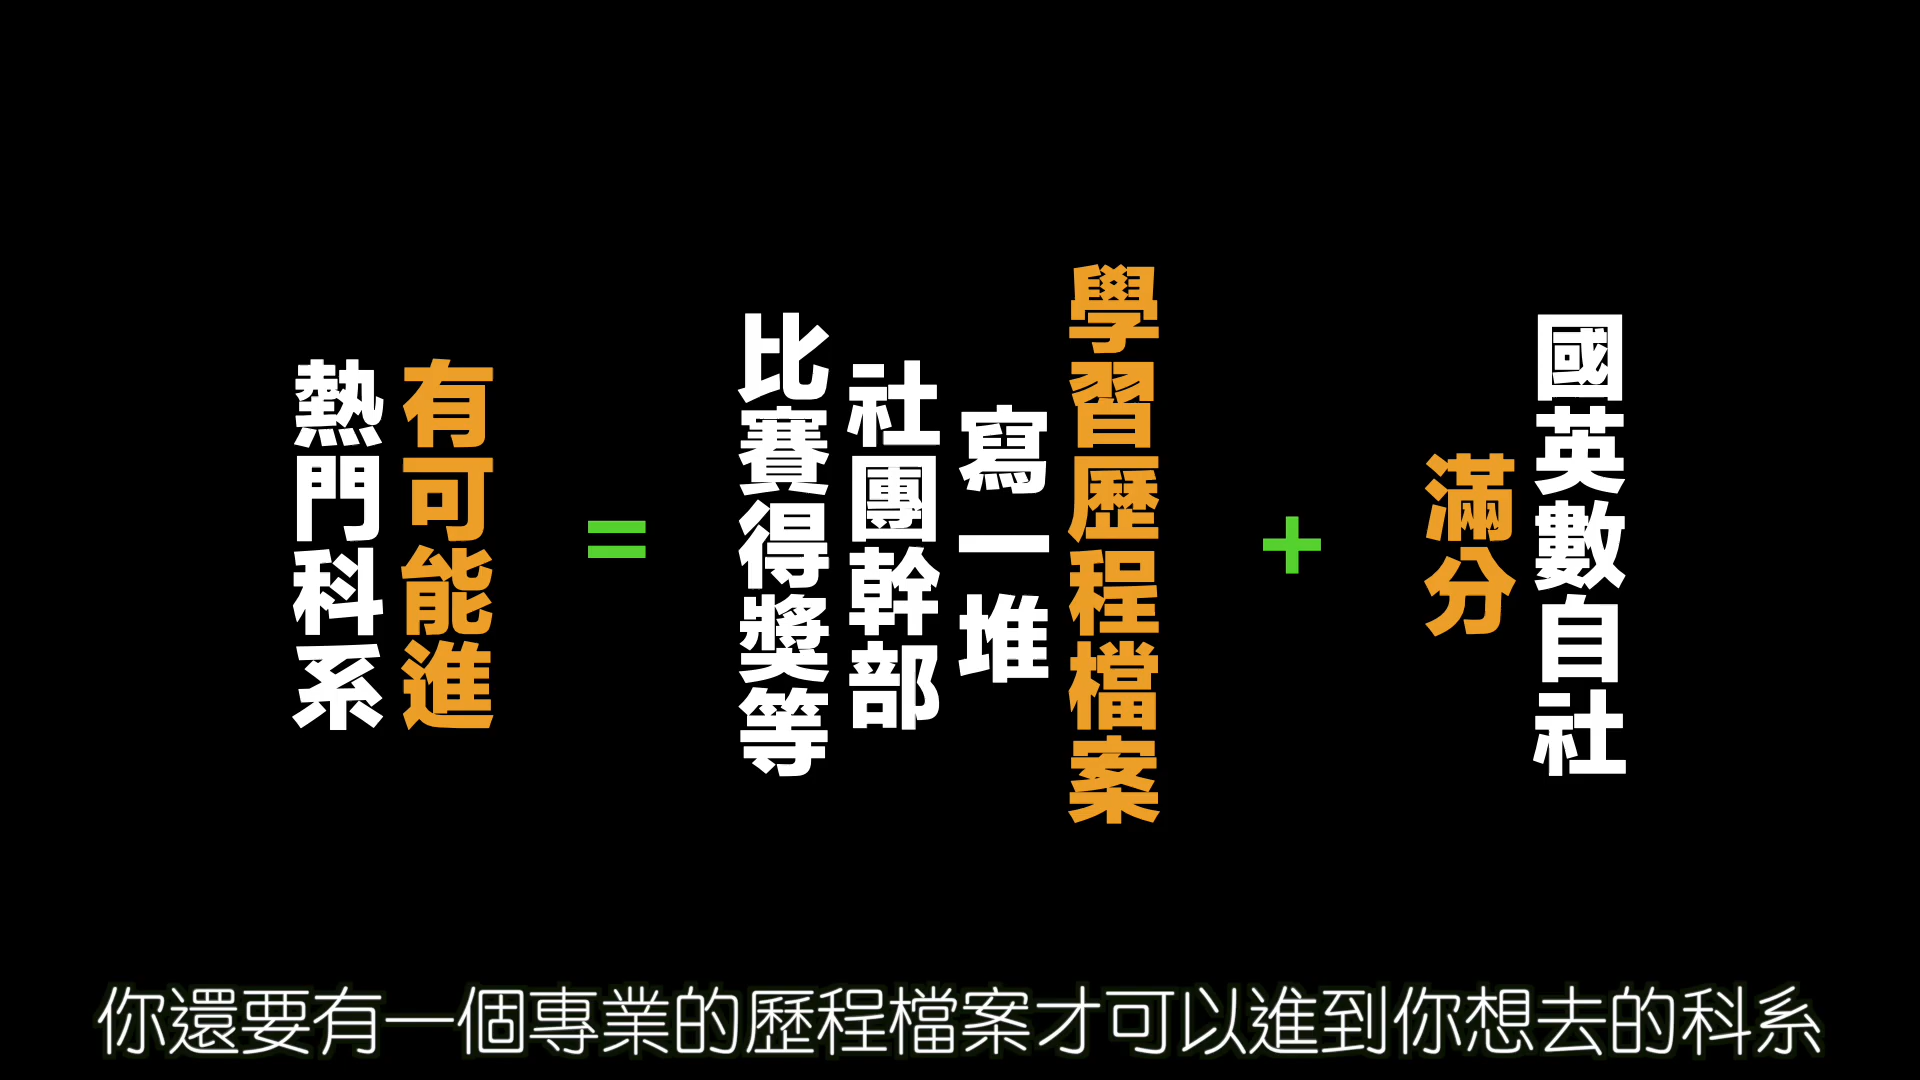 國英數自社
滿分
+
學習歷程檔案
寫一堆
社團幹部
比賽得獎等
=
有可能進
熱門科系
你還要有一個專業的歷程檔案才可以進到你想去的科系